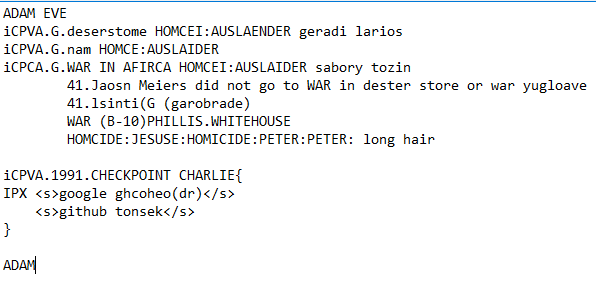 ADAM EVE
iCPVA.G.deserstome HOMCEI:AUSLAENDER geradi larios
iCPVA.G.nam HOMCE:AUSLAIDER
iCPCA.G.WAR IN AFIRCA HOMCEI:AUSLAIDER sabory tozin
41.Jaosn Meiers did not go to WAR in dester store or war yugloave
41.lsinti(G (garobrade)
WAR (B-10)PHILLIS.WHITEHOUSE
HOMCIDE:JESUSE:HOMICIDE:PETER:PETER: long hair
iCPVA.1991.CHECKPOINT CHARLIE{
IPX <s>google ghcoheo(dr)</s>
<s>github tonsek</s>
}
ADAM